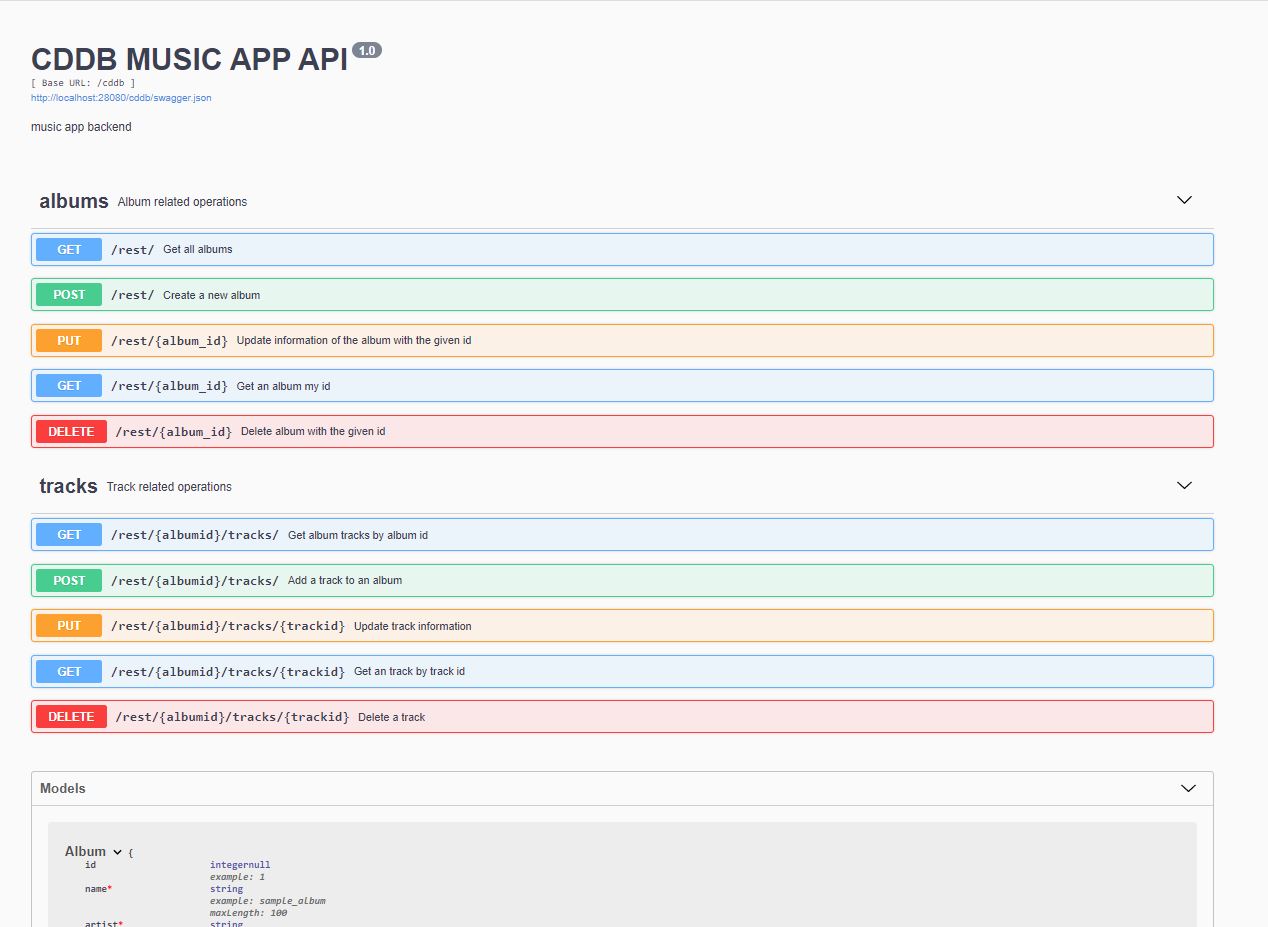 CDDB MUSIC APP API 1.0
[ Base URL: /cddb ]
http://localhost:28080/cddb/swagger.json
music app backend
albums Album related operations
GET /rest/ Get all albums
POST /rest/ Create a new album
PUT /rest/{album_id} Update information of the album with the given id
GET /rest/{album_id} Get an album my id
DELETE /rest/{album_id} Delete album with the given id
tracks Track related operations
GET /rest/{albumid}/tracks/ Get album tracks by album id
POST /rest/{albumid}/tracks/ Add a track to an album
PUT /rest/{albumid}/tracks/{trackid} Update track information
GET /rest/{albumid}/tracks/{trackid} Get an track by track id
DELETE /rest/{albumid}/tracks/{trackid} Delete a track
Models
Album {
id integernull
example: 1
name* string
example: sample_album
maxLength: 100
artist* string